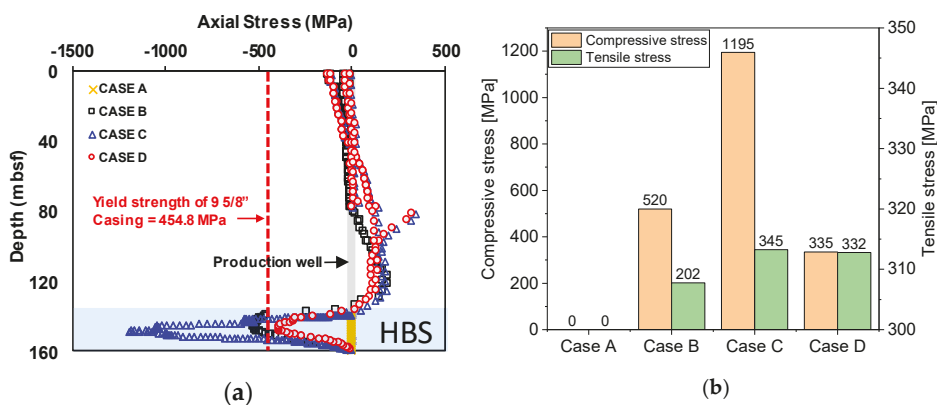 Axial Stress (MPa)
-1500 -1000 -500 0 500
0
40
80
120
160
Depth (mbsf)
CASE A
CASE B
CASE C
CASE D
Yield strength of 9 5/8”
Casing = 454.8 MPa
Production well
HBS
(a)
Compressive stress
Tensile stress
Compressive stress [MPa]
1200
1000
800
600
400
200
0
Tensile stress [MPa]
350
340
330
320
310
300
0 0
520
202
1195
345
335 332
Case A Case B Case C Case D
(b)